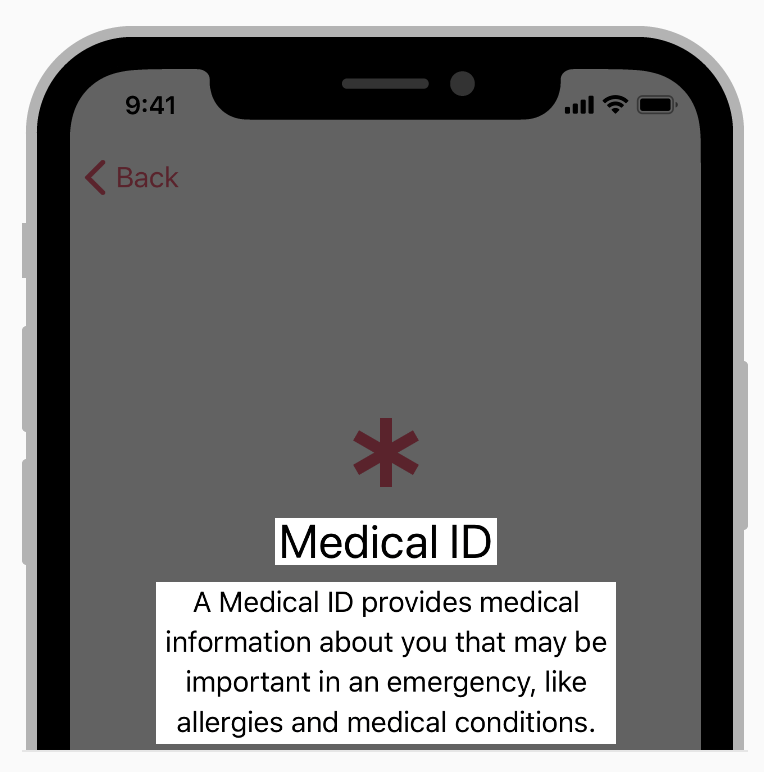 9:41
Back
Medical ID
A Medical ID provides medical
information about you that may be
important in an emergency, like
allergies and medical conditions.